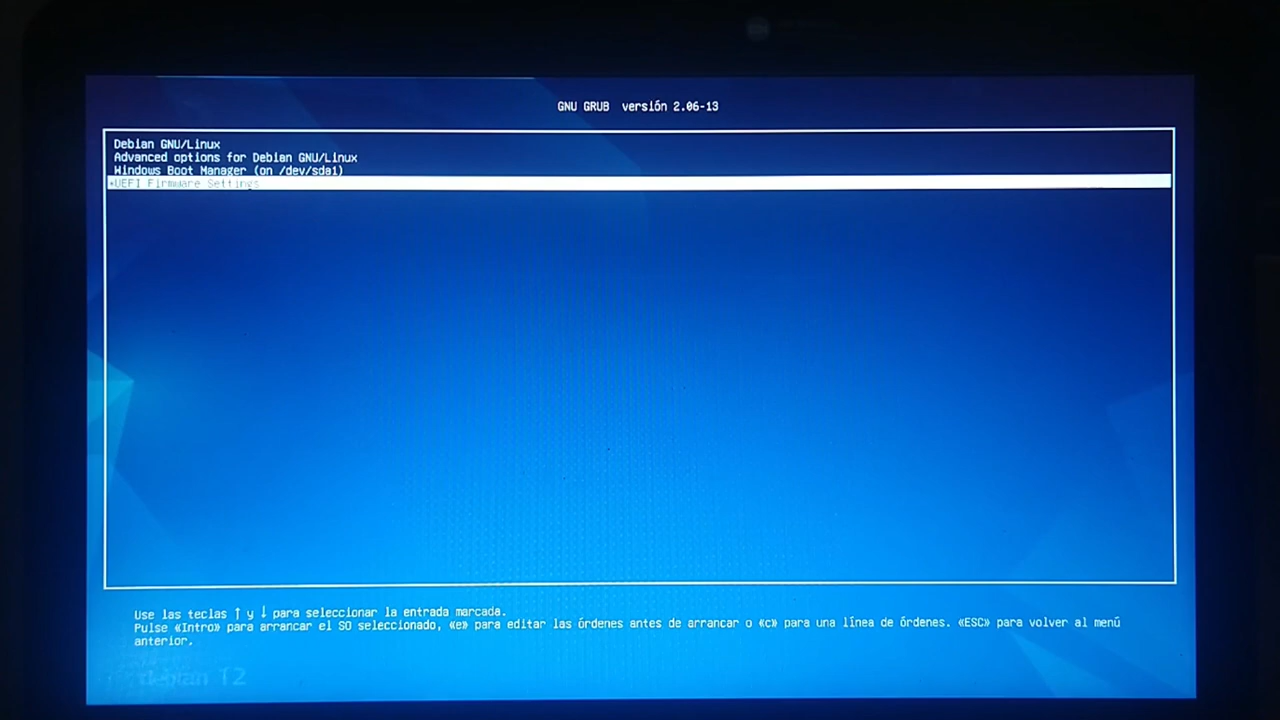 GNU GRUB versión 2.06-13
Debian GNU/Linux
Advanced options for Debian GNU/Linux
Windows Boot Manager (on /dev/sda1)
*UEFI Firmware Settings
Use las teclas ↑ y ↓ para seleccionar la entrada marcada.
Pulse «Intro» para arrancar el SO seleccionado, «e» para editar las órdenes antes de arrancar o «c» para una línea de órdenes. «ESC» para volver al menú
anterior.
debian 12